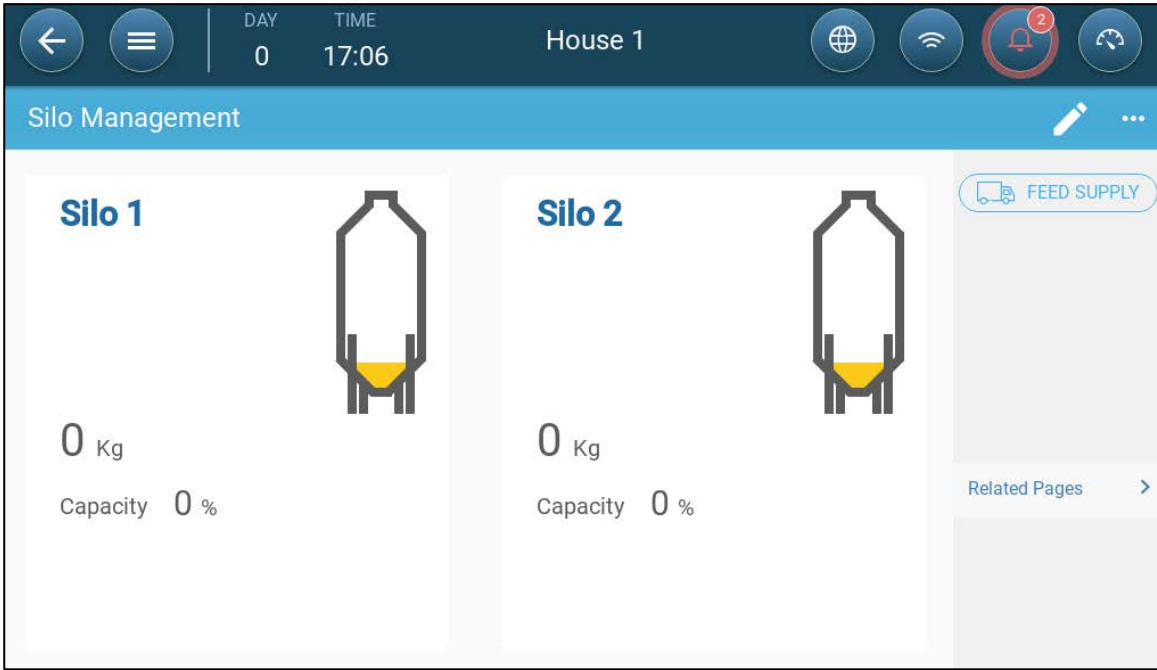 DAY
0
TIME
17:06
House 1
2
Silo Management
Silo 1
0 Kg
Capacity 0 %
Silo 2
0 Kg
Capacity 0 %
FEED SUPPLY
Related Pages